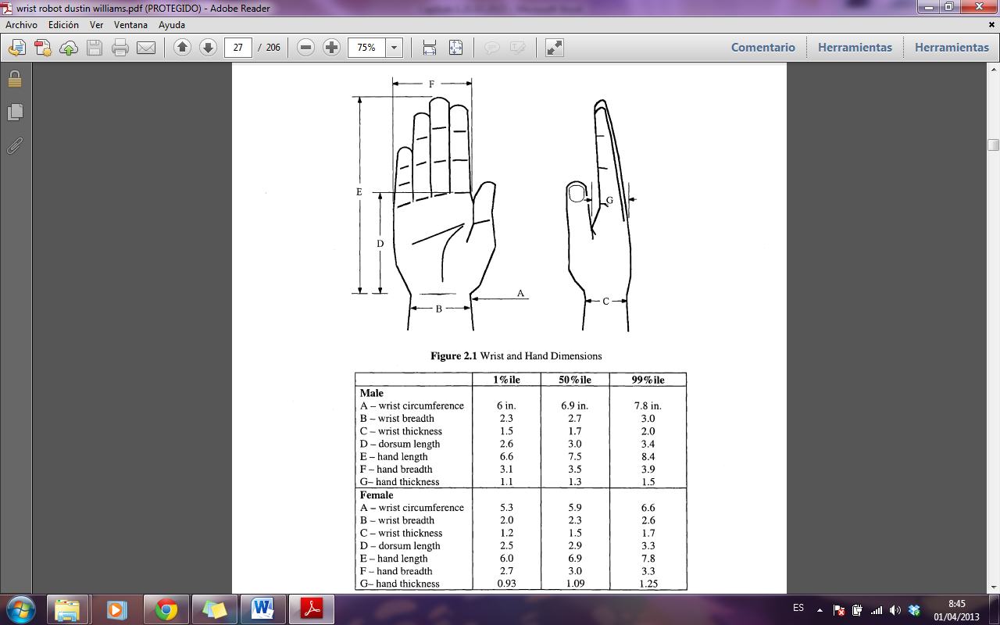 wrist robot dustin williams.pdf (PROTEGIDO) - Adobe Reader
Archivo Edición Ver Ventana Ayuda
27 / 206 75% Comentario Herramientas Herramientas
F
E
G
D
A
B
C
Figure 2.1 Wrist and Hand Dimensions
1%ile 50%ile 99%ile
Male
A – wrist circumference 6 in. 6.9 in. 7.8 in.
B – wrist breadth 2.3 2.7 3.0
C – wrist thickness 1.5 1.7 2.0
D – dorsum length 2.6 3.0 3.4
E – hand length 6.6 7.5 8.4
F – hand breadth 3.1 3.5 3.9
G– hand thickness 1.1 1.3 1.5
Female
A – wrist circumference 5.3 5.9 6.6
B – wrist breadth 2.0 2.3 2.6
C – wrist thickness 1.2 1.5 1.7
D – dorsum length 2.5 2.9 3.3
E – hand length 6.0 6.9 7.8
F – hand breadth 2.7 3.0 3.3
G– hand thickness 0.93 1.09 1.25
ES 8:45
01/04/2013